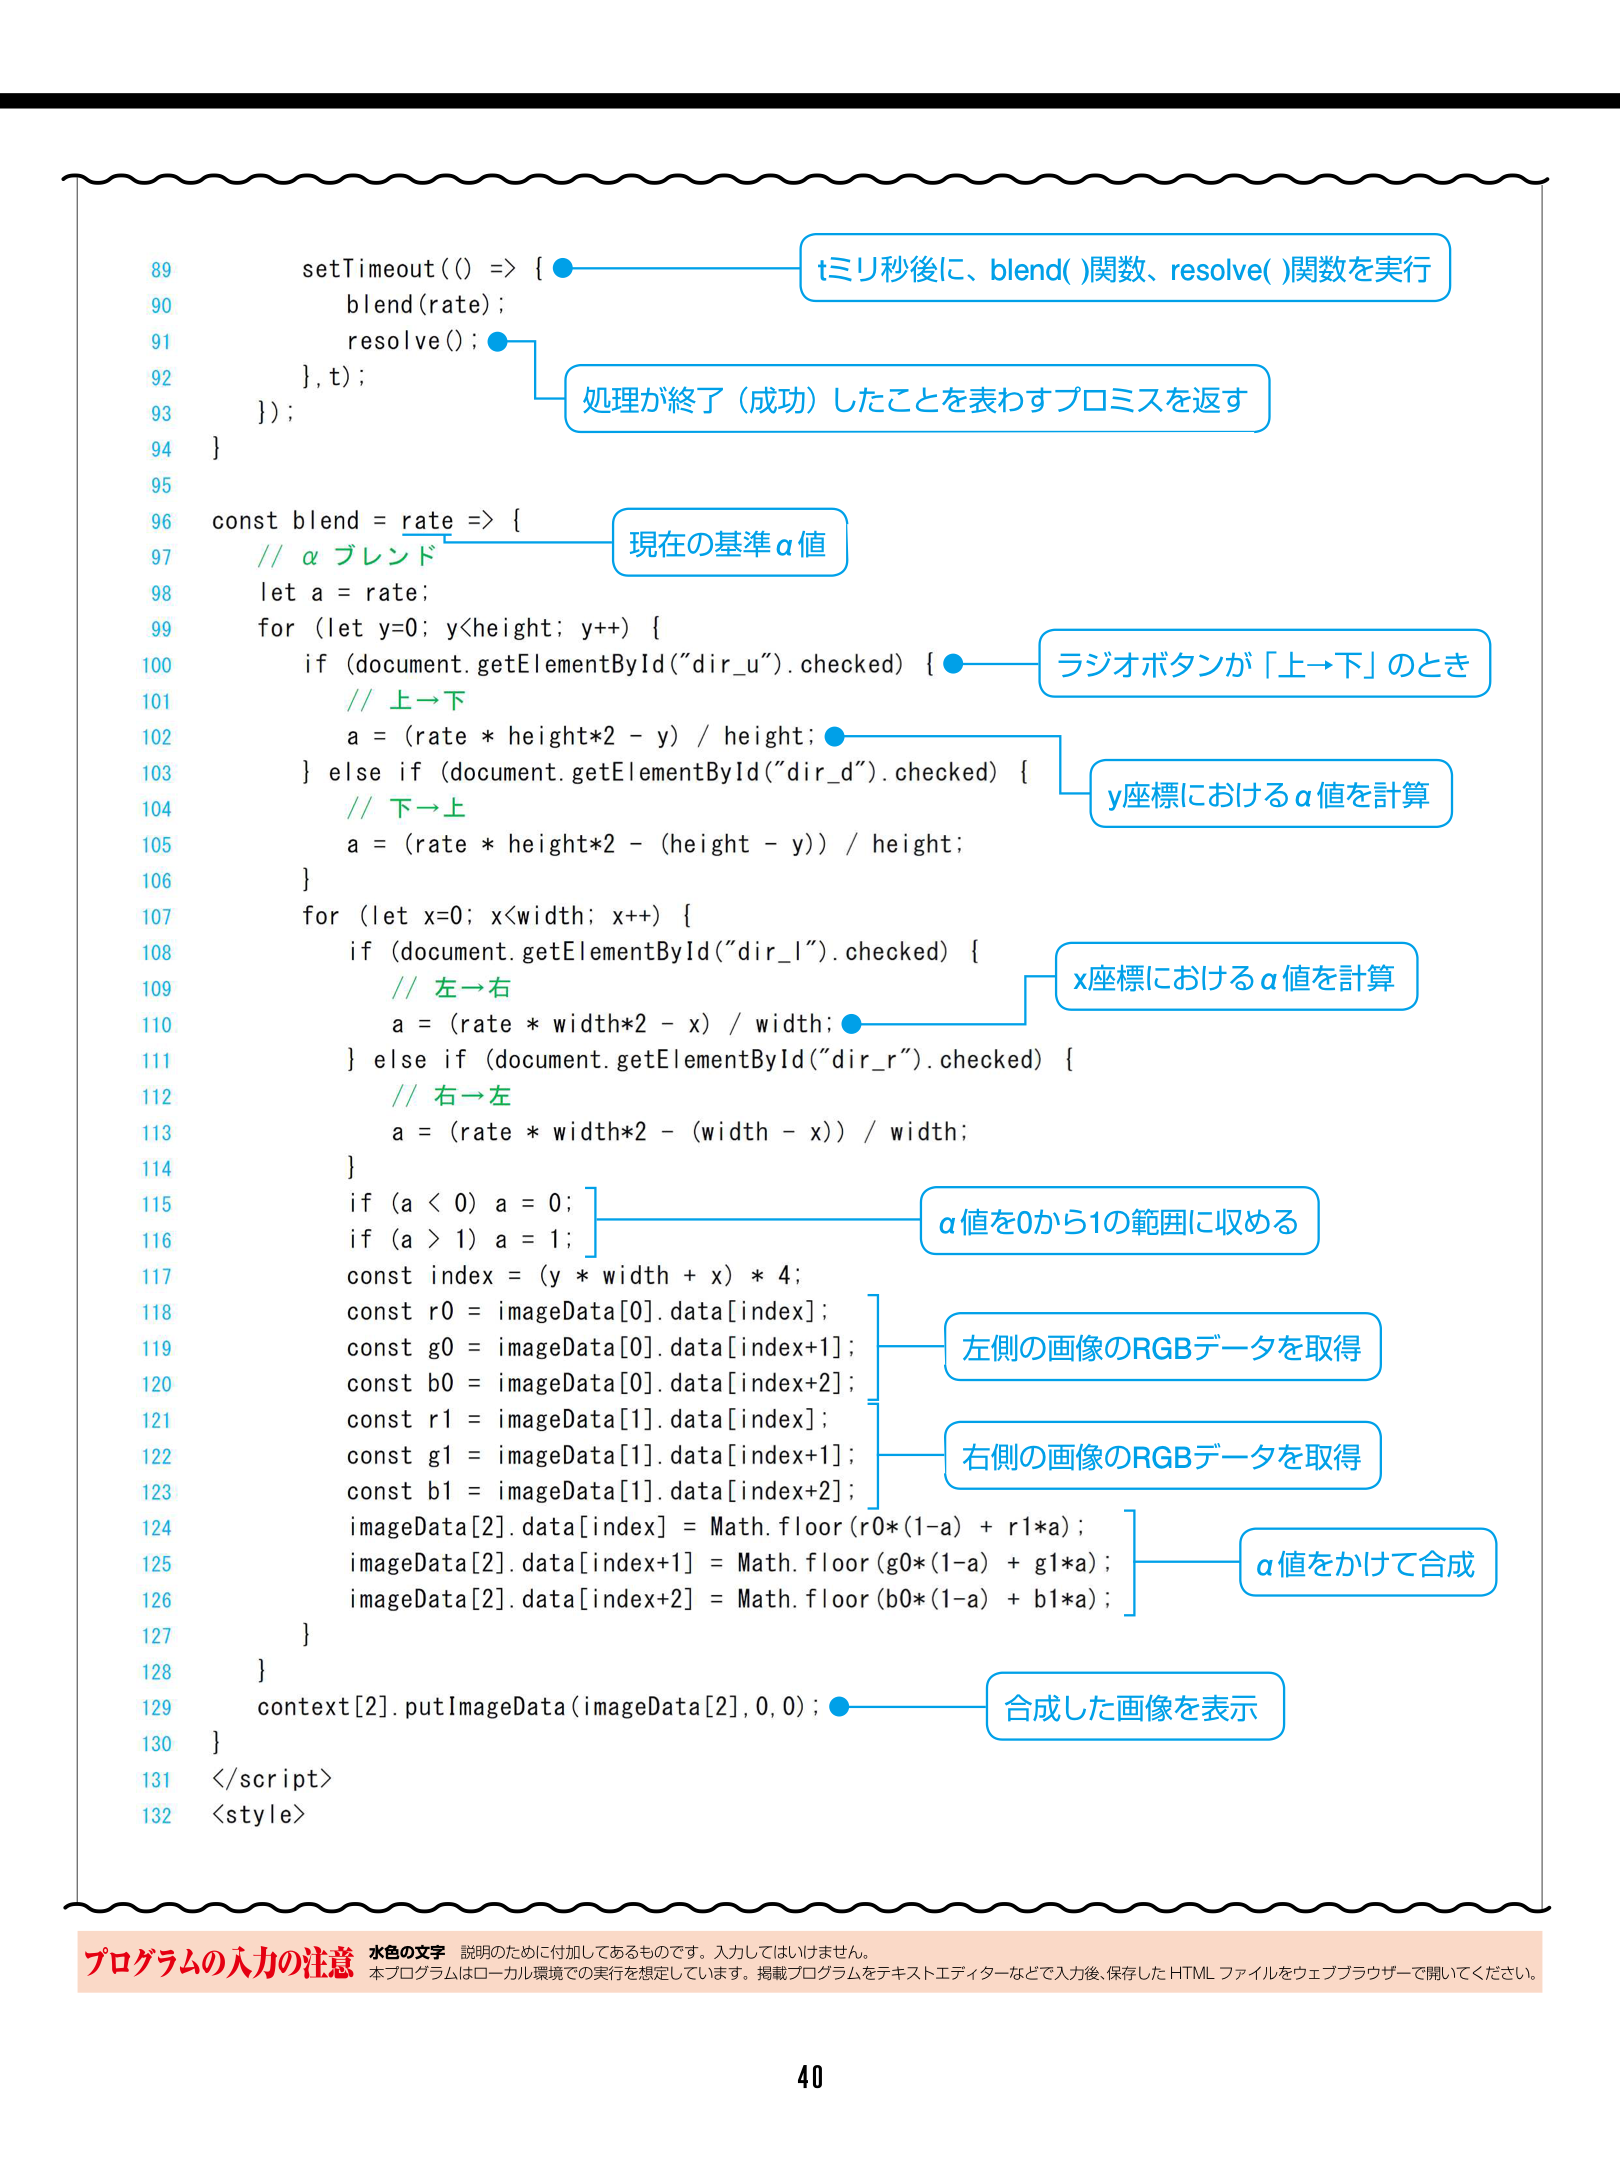 89 setTimeout(() => { tミリ秒後に、blend( )関数、resolve( )関数を実行
90 blend(rate);
91 resolve();
92 },t); 処理が終了（成功）したことを表わすプロミスを返す
93 });
94 }
95
96 const blend = rate => { 現在の基準α値
97 // α ブレンド
98 let a = rate;
99 for (let y=0; y<height; y++) {
100 if (document.getElementById("dir_u").checked) { ラジオボタンが「上→下」のとき
101 // 上→下
102 a = (rate * height*2 - y) / height; y座標におけるα値を計算
103 } else if (document.getElementById("dir_d").checked) {
104 // 下→上
105 a = (rate * height*2 - (height - y)) / height;
106 }
107 for (let x=0; x<width; x++) {
108 if (document.getElementById("dir_l").checked) {
109 // 左→右 x座標におけるα値を計算
110 a = (rate * width*2 - x) / width;
111 } else if (document.getElementById("dir_r").checked) {
112 // 右→左
113 a = (rate * width*2 - (width - x)) / width;
114 }
115 if (a < 0) a = 0; α値を0から1の範囲に収める
116 if (a > 1) a = 1;
117 const index = (y * width + x) * 4;
118 const r0 = imageData[0].data[index];
119 const g0 = imageData[0].data[index+1]; 左側の画像のRGBデータを取得
120 const b0 = imageData[0].data[index+2];
121 const r1 = imageData[1].data[index];
122 const g1 = imageData[1].data[index+1]; 右側の画像のRGBデータを取得
123 const b1 = imageData[1].data[index+2];
124 imageData[2].data[index] = Math.floor(r0*(1-a) + r1*a);
125 imageData[2].data[index+1] = Math.floor(g0*(1-a) + g1*a); α値をかけて合成
126 imageData[2].data[index+2] = Math.floor(b0*(1-a) + b1*a);
127 }
128 }
129 context[2].putImageData(imageData[2],0,0); 合成した画像を表示
130 }
131 </script>
132 <style>
プログラムの入力の注意
水色の文字 説明のために付加してあるものです。入力してはいけません。
本プログラムはローカル環境での実行を想定しています。掲載プログラムをテキストエディターなどで入力後、保存した HTML ファイルをウェブブラウザーで開いてください。
40